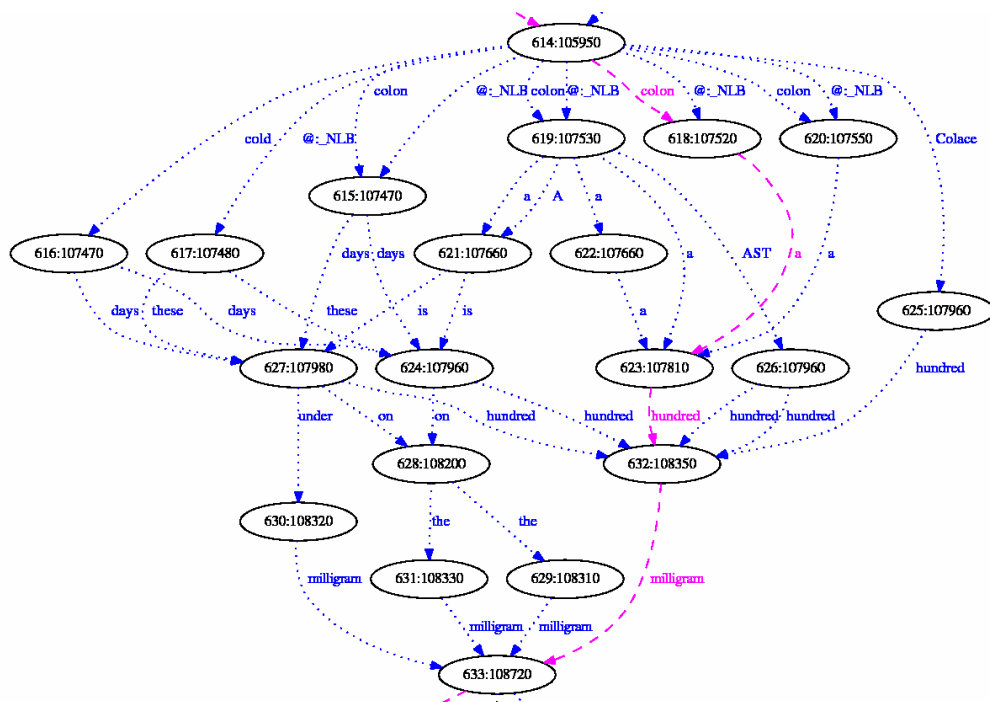 614:105950
colon @:_NLB colon @:_NLB colon @:_NLB colon @:_NLB
cold @:_NLB 619:107530 618:107520 620:107550 Colace
615:107470 a A a
616:107470 617:107480 days days 621:107660 622:107660 a AST a a
625:107960
days these days these is is a
627:107980 624:107960 623:107810 626:107960 hundred
under on hundred on hundred hundred hundred hundred
628:108200 632:108350
630:108320 the the
milligram 631:108330 629:108310 milligram
milligram milligram
633:108720